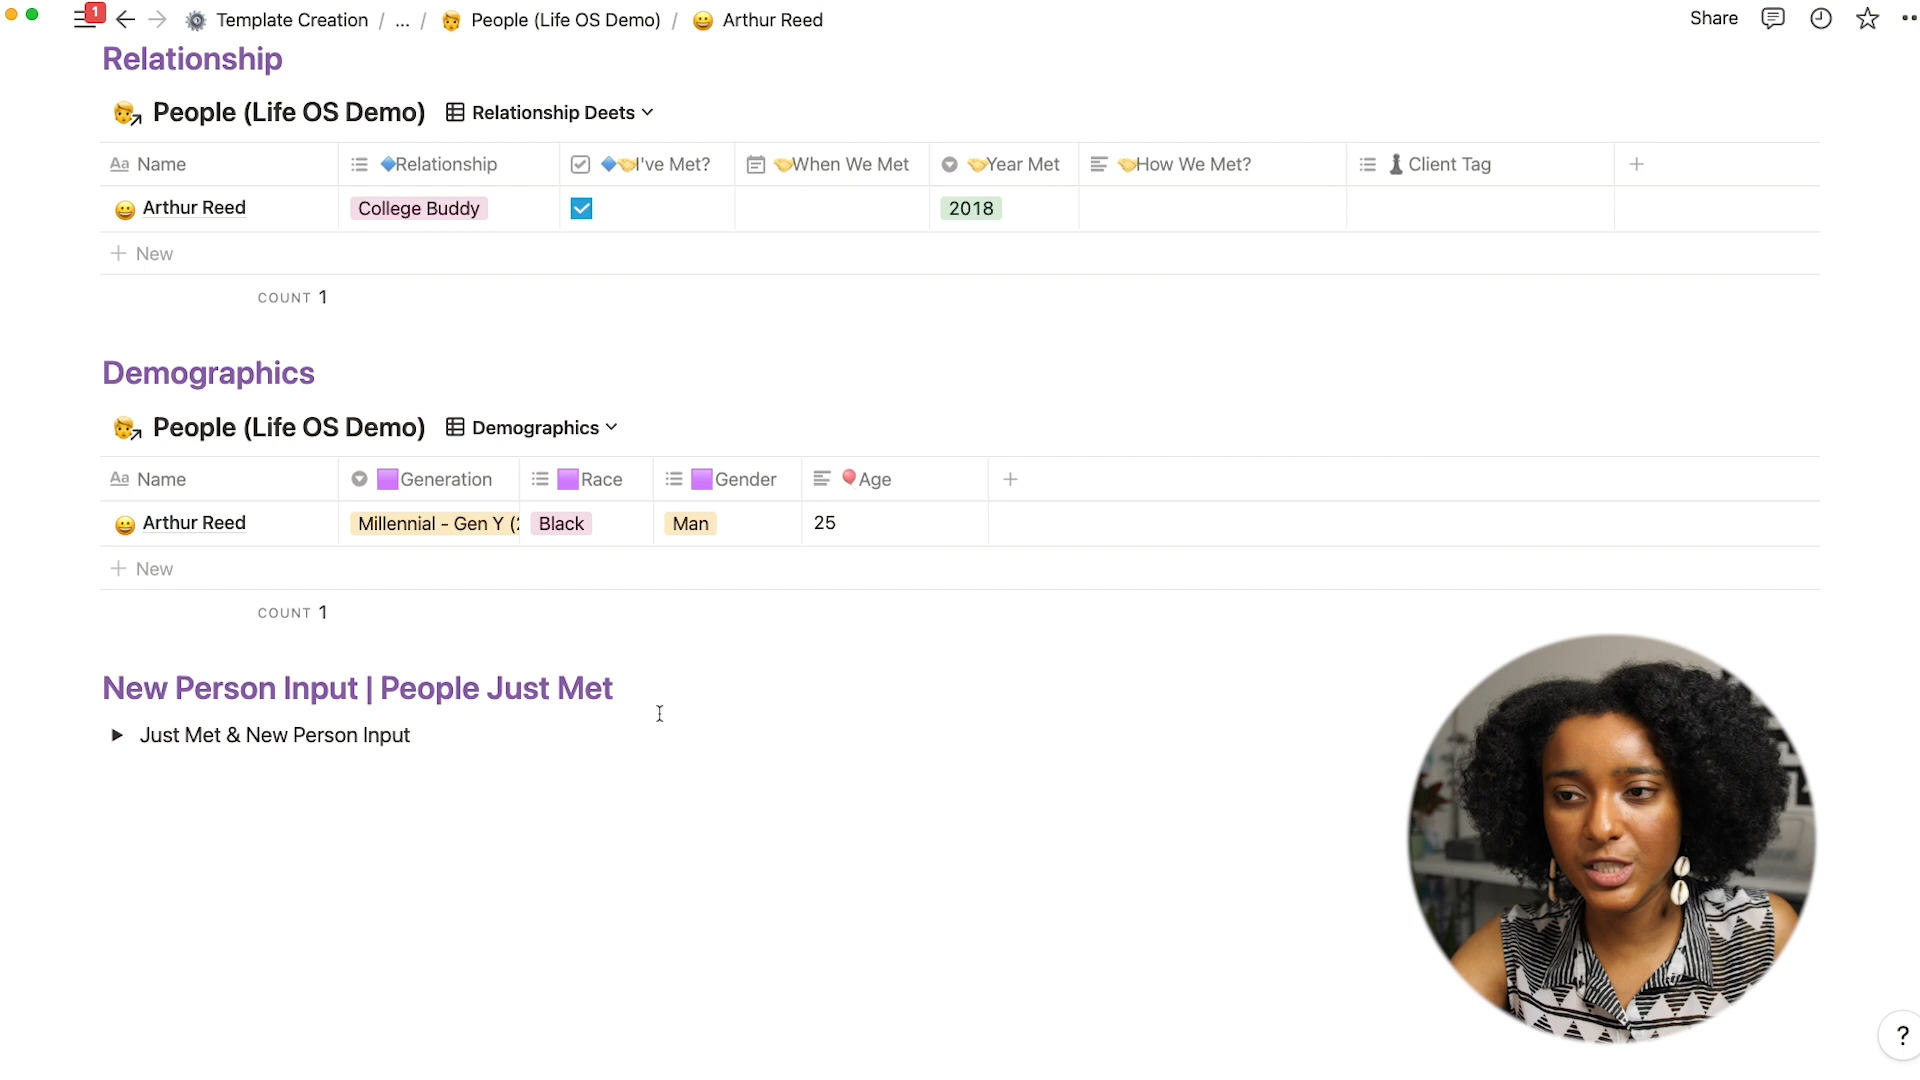 1
Template Creation / ... / People (Life OS Demo) / Arthur Reed
Share
Relationship
People (Life OS Demo) Relationship Deets
Aa Name Relationship I've Met? When We Met Year Met How We Met? Client Tag +
Arthur Reed College Buddy 2018
+ New
COUNT 1
Demographics
People (Life OS Demo) Demographics
Aa Name Generation Race Gender Age +
Arthur Reed Millennial - Gen Y ( Black Man 25
+ New
COUNT 1
New Person Input | People Just Met
Just Met & New Person Input
?